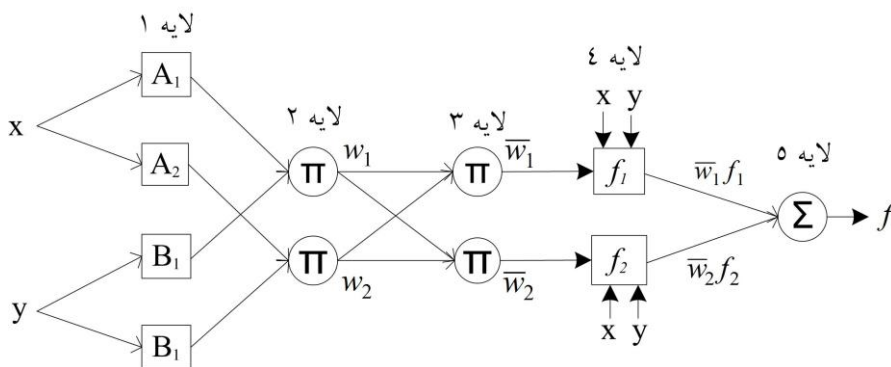 لایه ۱
لایه ۲
لایه ۳
لایه ٤
لایه ٥
x
y
A₁
A₂
B₁
B₁
Π
Π
w₁
w₂
Π
Π
w̅₁
w̅₂
x y
f₁
f₂
x y
w̅₁f₁
w̅₂f₂
Σ
f